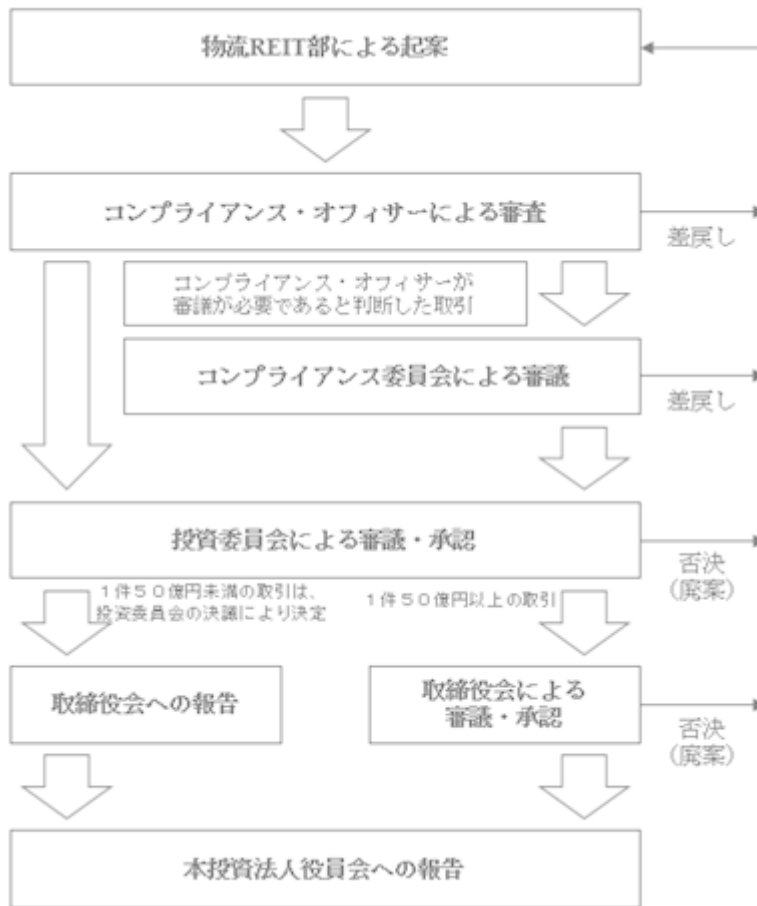 物流REIT部による起案
コンプライアンス・オフィサーによる審査
差戻し
コンプライアンス・オフィサーが
審議が必要であると判断した取引
コンプライアンス委員会による審議
差戻し
投資委員会による審議・承認
否決
(廃案)
１件５０億円未満の取引は、
投資委員会の決議により決定
１件５０億円以上の取引
取締役会への報告
取締役会による
審議・承認
否決
(廃案)
本投資法人役員会への報告